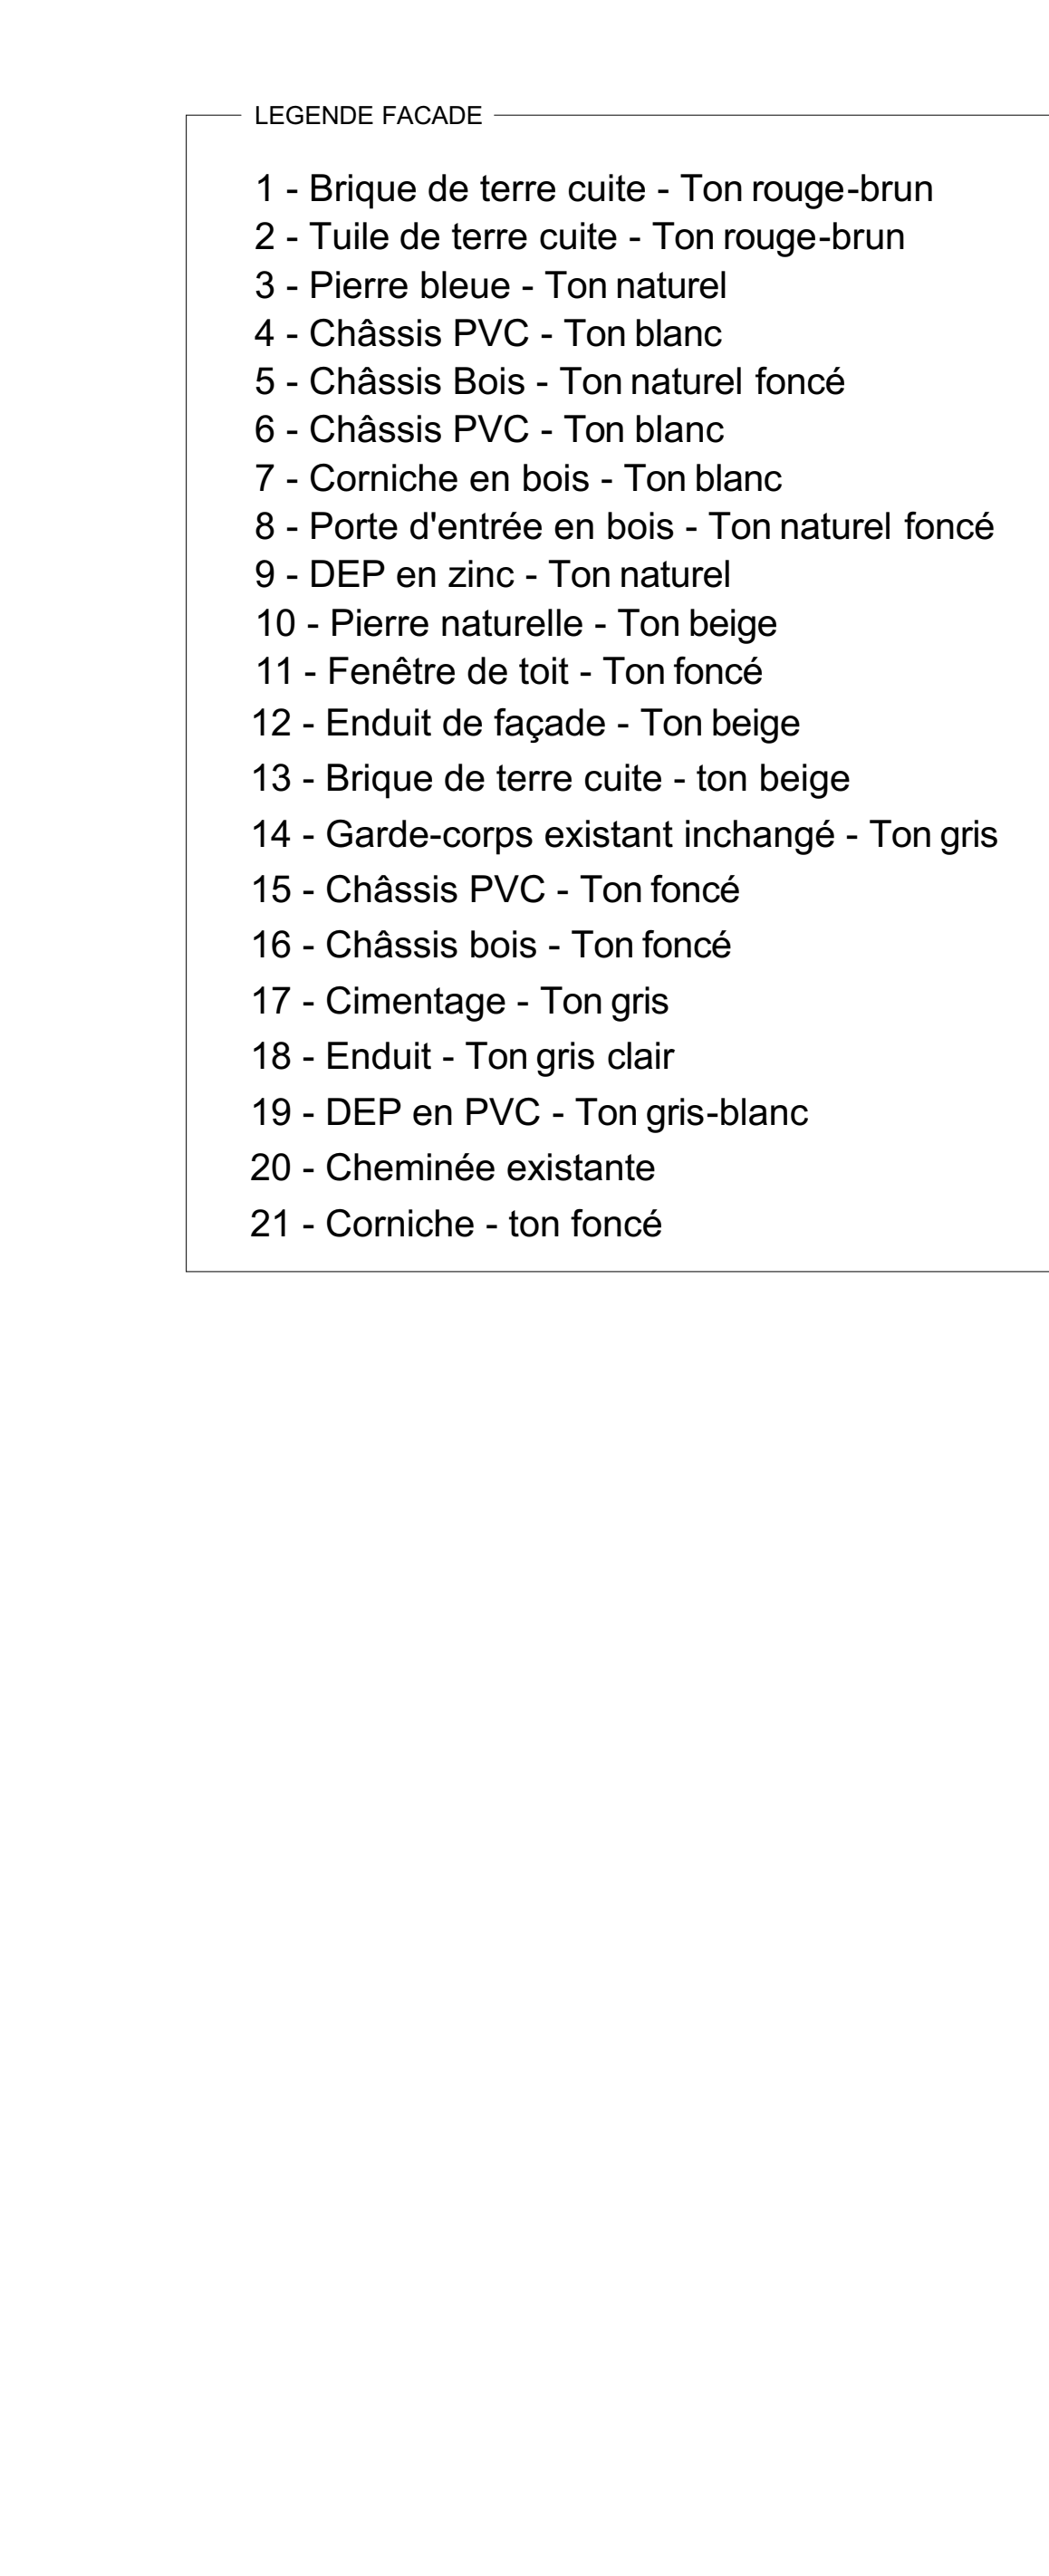 LEGENDE FACADE
1 - Brique de terre cuite - Ton rouge-brun
2 - Tuile de terre cuite - Ton rouge-brun
3 - Pierre bleue - Ton naturel
4 - Châssis PVC - Ton blanc
5 - Châssis Bois - Ton naturel foncé
6 - Châssis PVC - Ton blanc
7 - Corniche en bois - Ton blanc
8 - Porte d'entrée en bois - Ton naturel foncé
9 - DEP en zinc - Ton naturel
10 - Pierre naturelle - Ton beige
11 - Fenêtre de toit - Ton foncé
12 - Enduit de façade - Ton beige
13 - Brique de terre cuite - ton beige
14 - Garde-corps existant inchangé - Ton gris
15 - Châssis PVC - Ton foncé
16 - Châssis bois - Ton foncé
17 - Cimentage - Ton gris
18 - Enduit - Ton gris clair
19 - DEP en PVC - Ton gris-blanc
20 - Cheminée existante
21 - Corniche - ton foncé